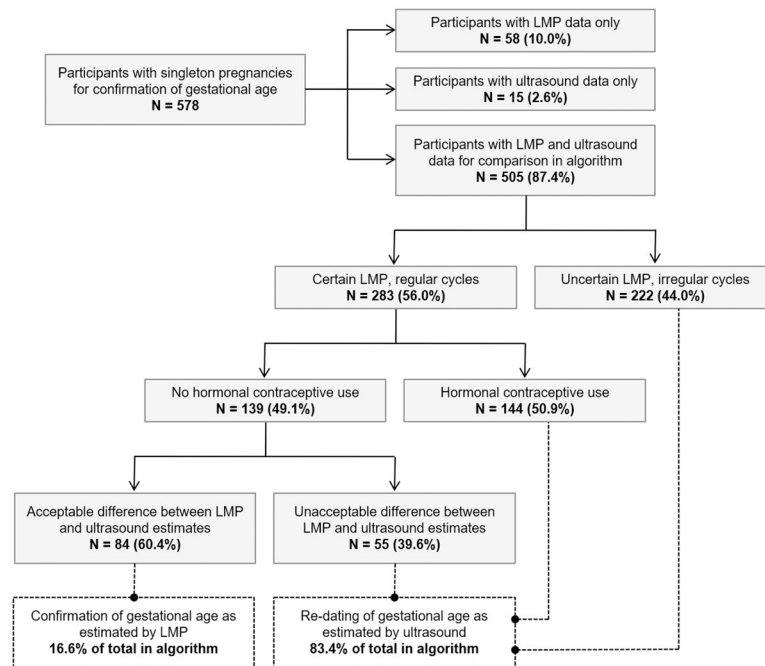 Participants with LMP data only
N = 58 (10.0%)
Participants with singleton pregnancies
for confirmation of gestational age
N = 578
Participants with ultrasound data only
N = 15 (2.6%)
Participants with LMP and ultrasound
data for comparison in algorithm
N = 505 (87.4%)
Certain LMP, regular cycles
N = 283 (56.0%)
Uncertain LMP, irregular cycles
N = 222 (44.0%)
No hormonal contraceptive use
N = 139 (49.1%)
Hormonal contraceptive use
N = 144 (50.9%)
Acceptable difference between LMP
and ultrasound estimates
N = 84 (60.4%)
Unacceptable difference between
LMP and ultrasound estimates
N = 55 (39.6%)
Confirmation of gestational age as
estimated by LMP
16.6% of total in algorithm
Re-dating of gestational age as
estimated by ultrasound
83.4% of total in algorithm